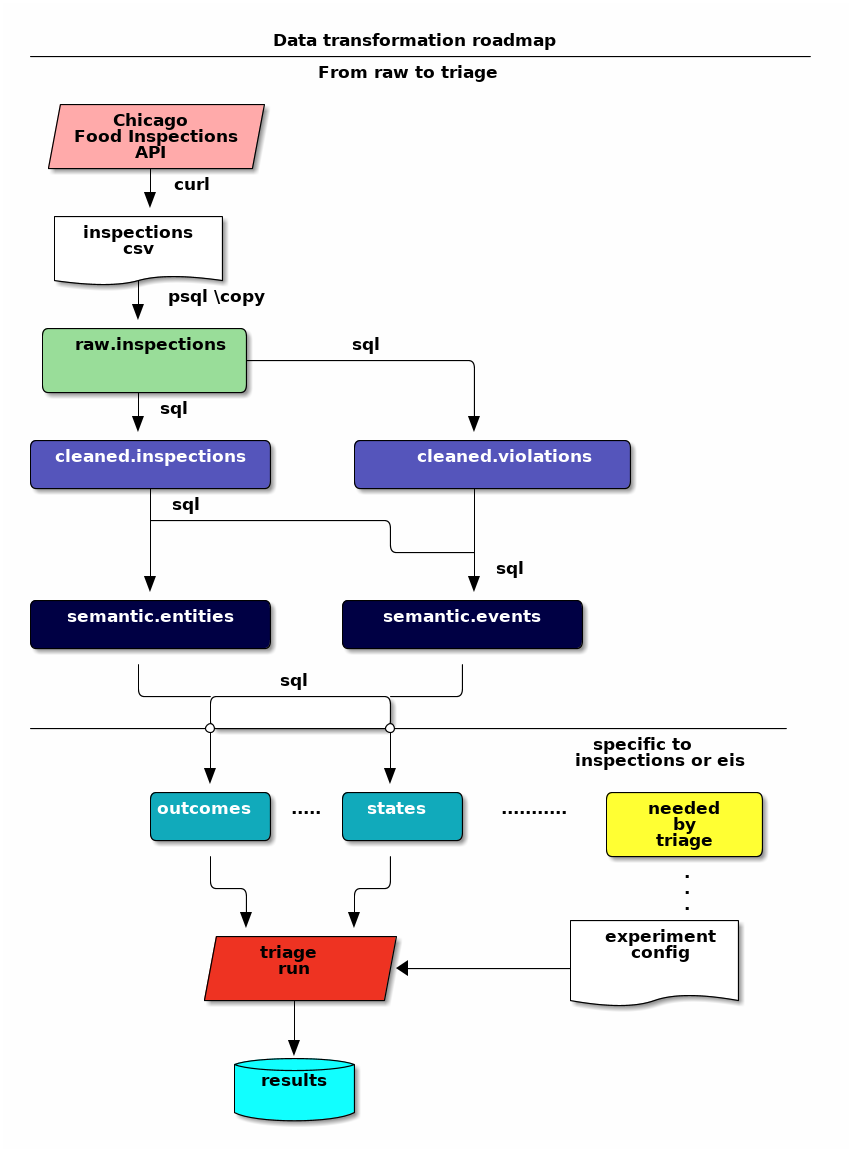 Data transformation roadmap
From raw to triage
Chicago
Food Inspections
API
curl
inspections
csv
psql \copy
raw.inspections
sql
sql
cleaned.inspections
cleaned.violations
sql
sql
semantic.entities
semantic.events
sql
specific to
inspections or eis
outcomes
.....
states
...........
needed
by
triage
.
.
.
experiment
config
triage
run
results